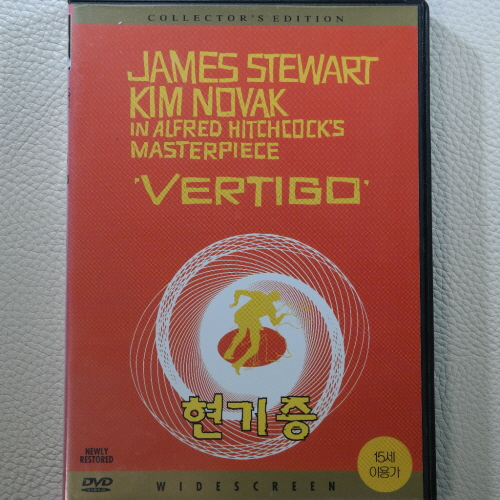 COLLECTOR'S EDITION
JAMES STEWART
KIM NOVAK
IN ALFRED HITCHCOCK'S
MASTERPIECE
'VERTIGO'
현기증
NEWLY
RESTORED
15세
이용가
DVD
VIDEO
WIDESCREEN